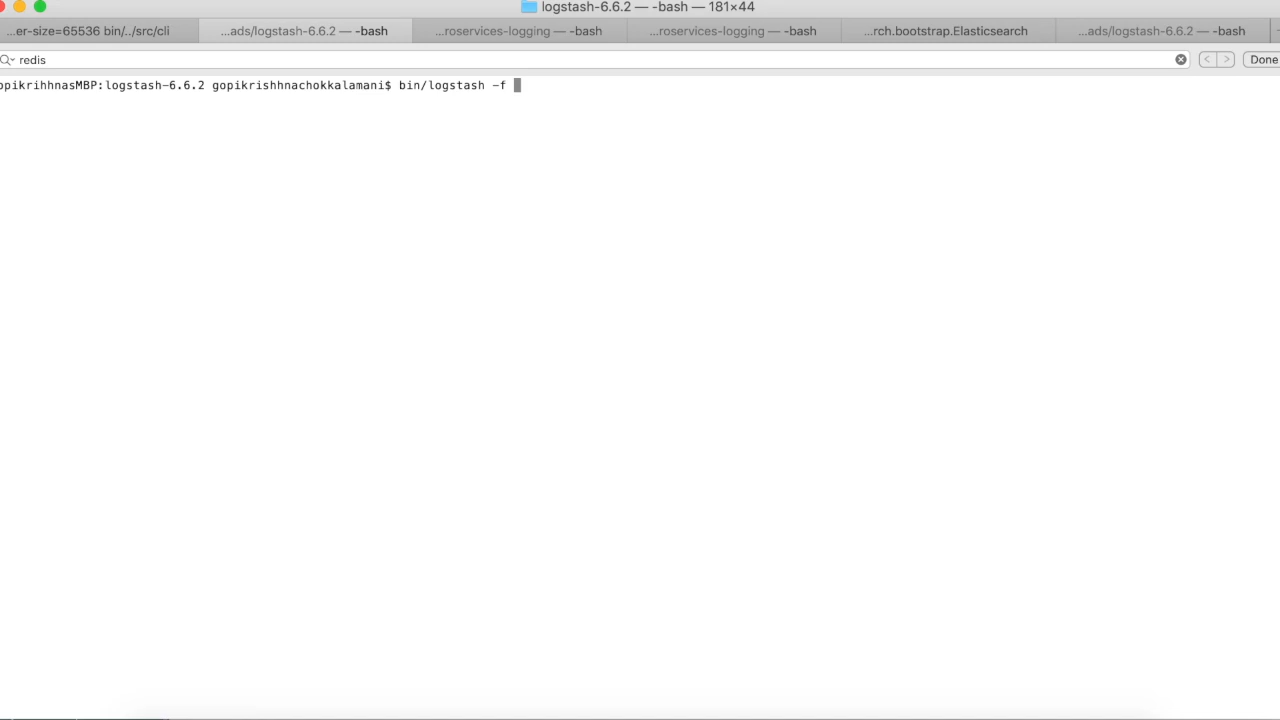 logstash-6.6.2 — -bash — 181×44
...er-size=65536 bin/../src/cli
...ads/logstash-6.6.2 — -bash
...roservices-logging — -bash
...roservices-logging — -bash
...rch.bootstrap.Elasticsearch
...ads/logstash-6.6.2 — -bash
redis
< >
Done
opikrihhnasMBP:logstash-6.6.2 gopikrishhnachokkalamani$ bin/logstash -f